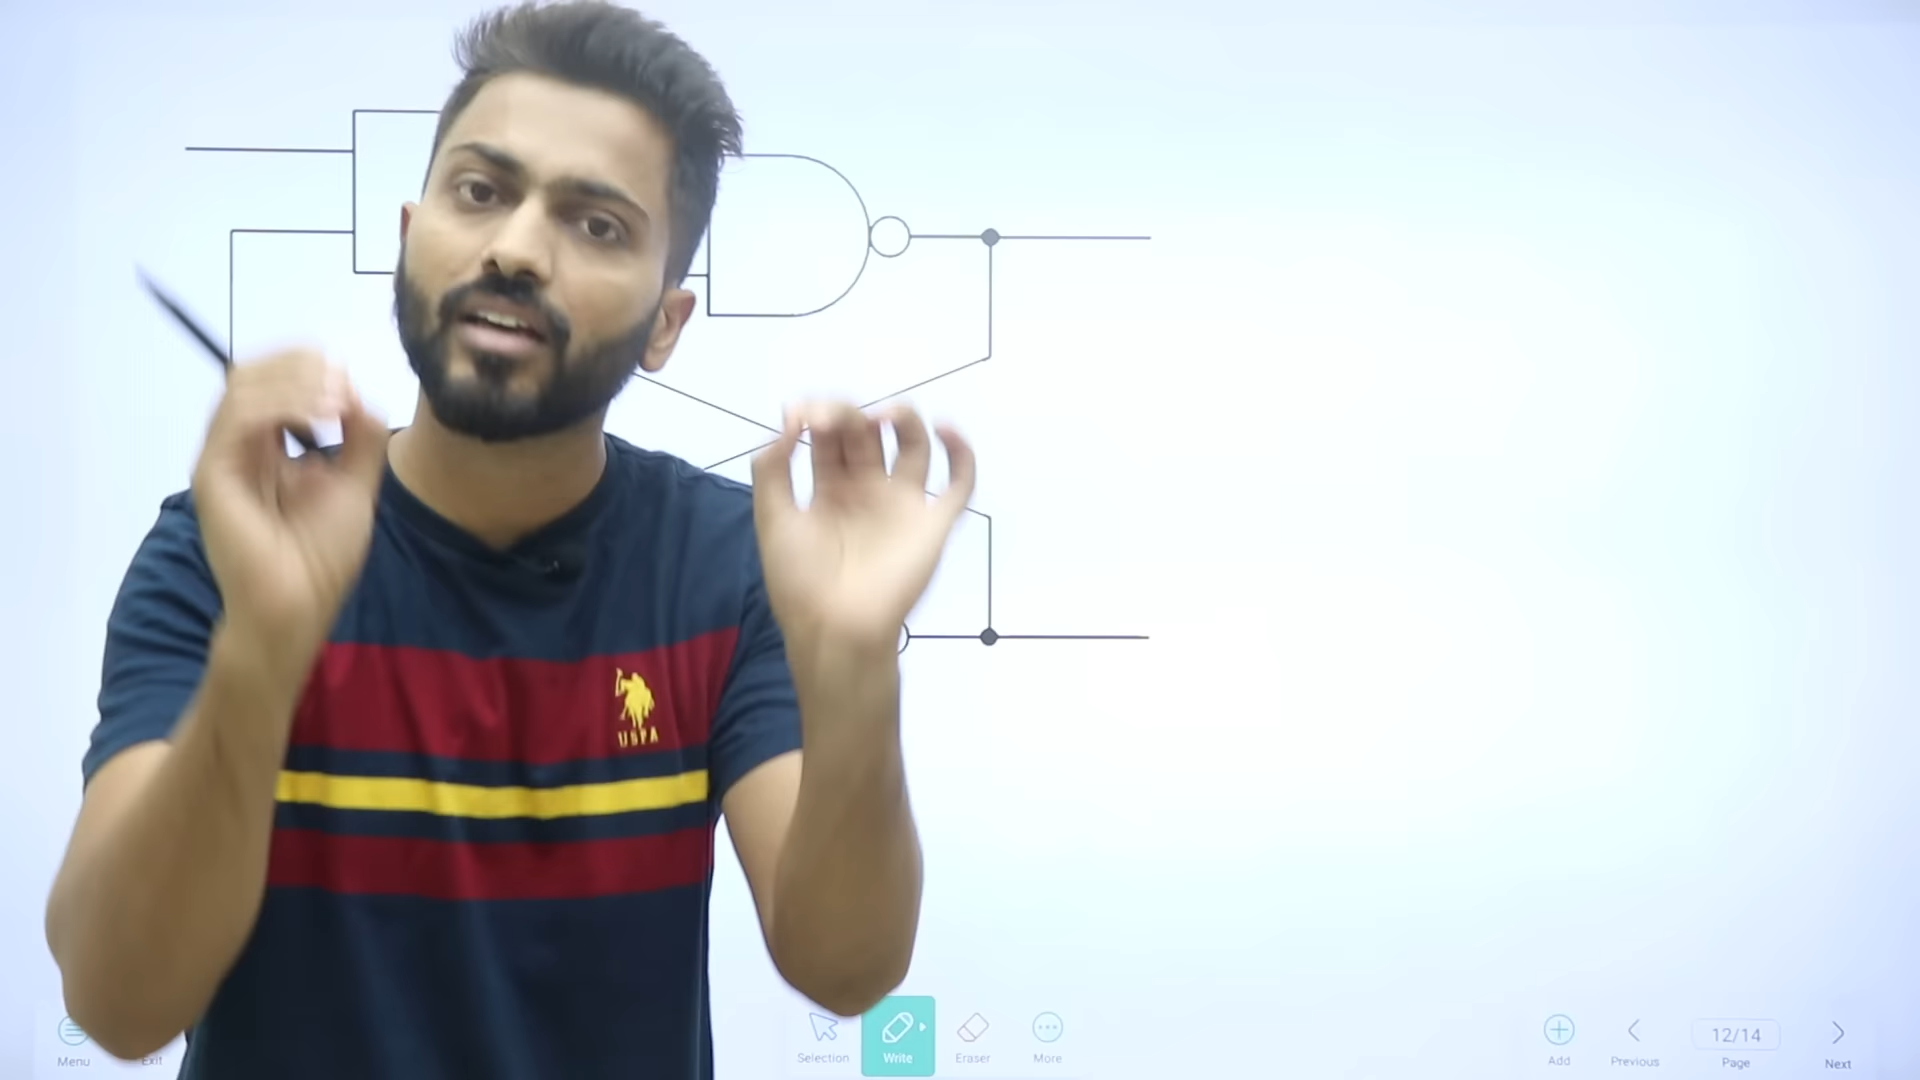 USPA
Menu
Exit
Selection
Write
Eraser
More
Add
Previous
12/14
Page
Next